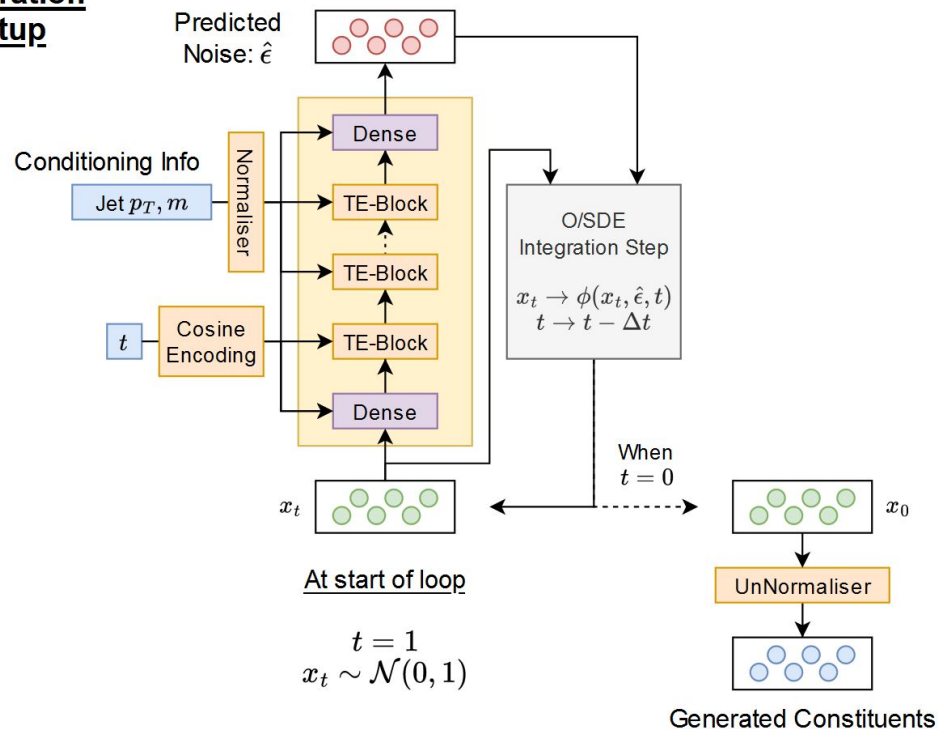 Predicted
Noise: ε̂
Dense
Conditioning Info
Normaliser
Jet p_T, m
TE-Block
O/SDE
Integration Step
x_t → ϕ(x_t, ε̂, t)
t → t − Δt
TE-Block
t
Cosine
Encoding
TE-Block
Dense
When
t = 0
x_t
x_0
At start of loop
UnNormaliser
t = 1
x_t ∼ 𝒩(0, 1)
Generated Constituents